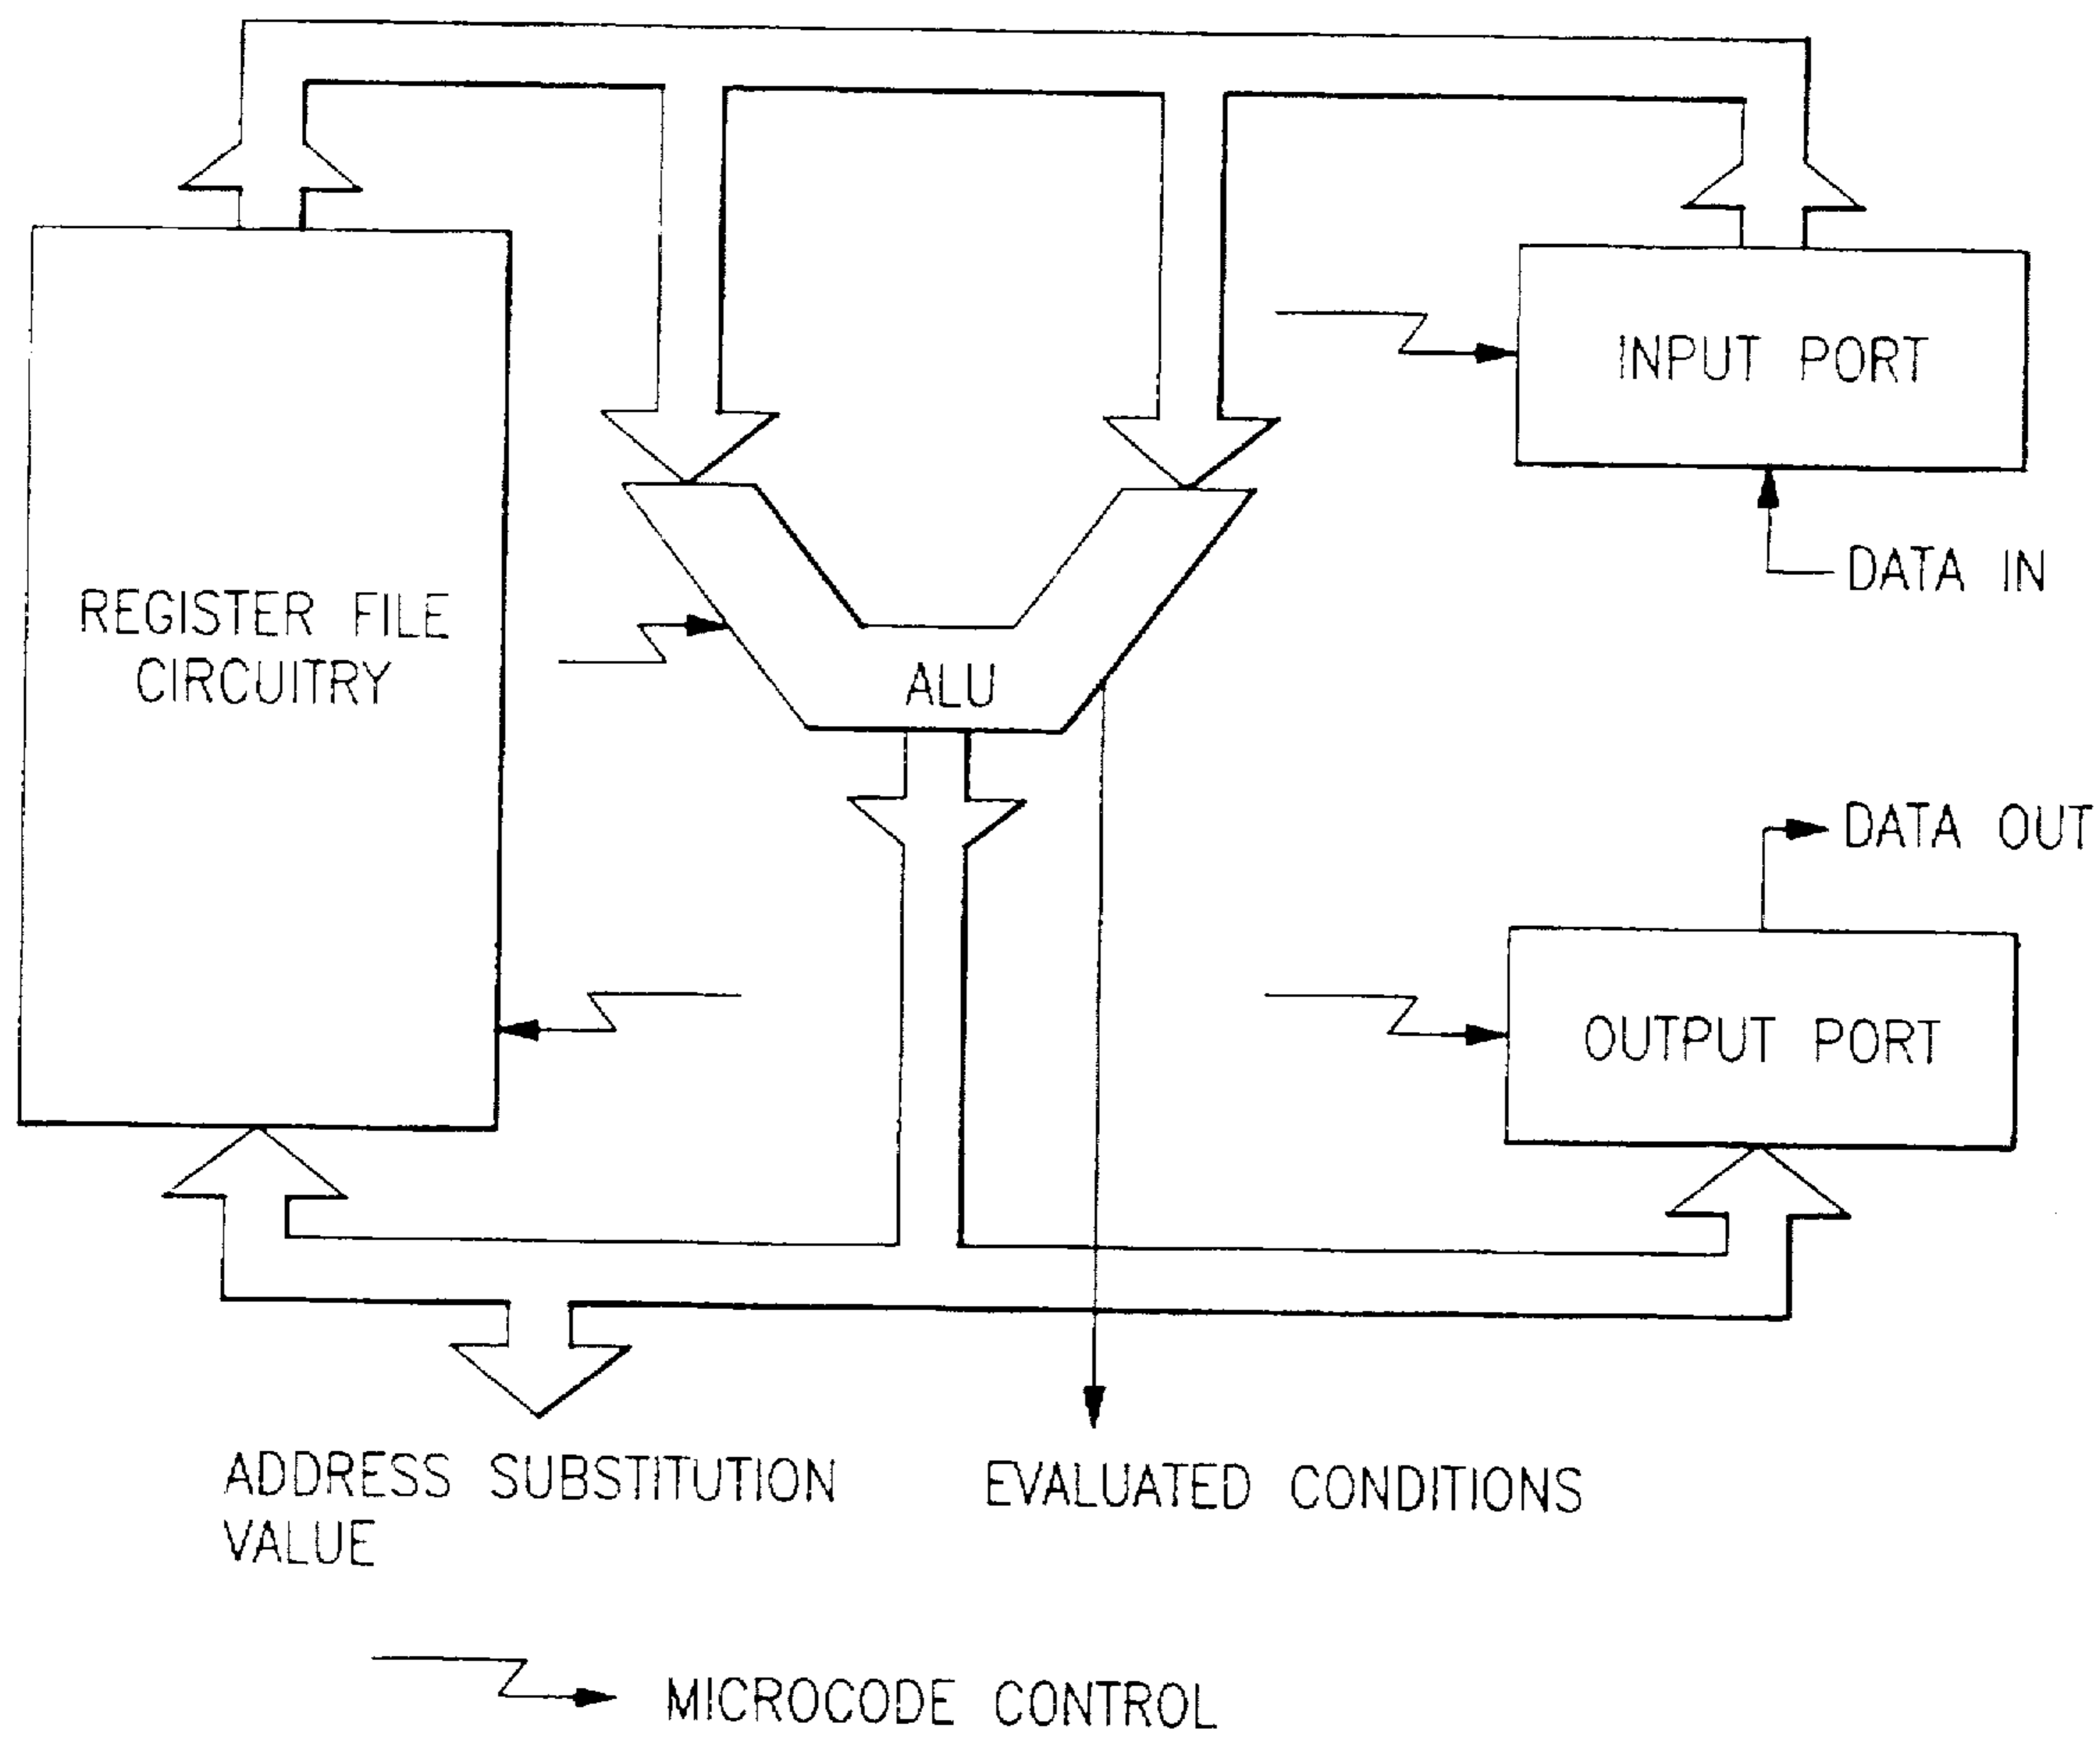 INPUT PORT
DATA IN
REGISTER FILE
CIRCUITRY
ALU
DATA OUT
OUTPUT PORT
ADDRESS SUBSTITUTION
VALUE
EVALUATED CONDITIONS
MICROCODE CONTROL